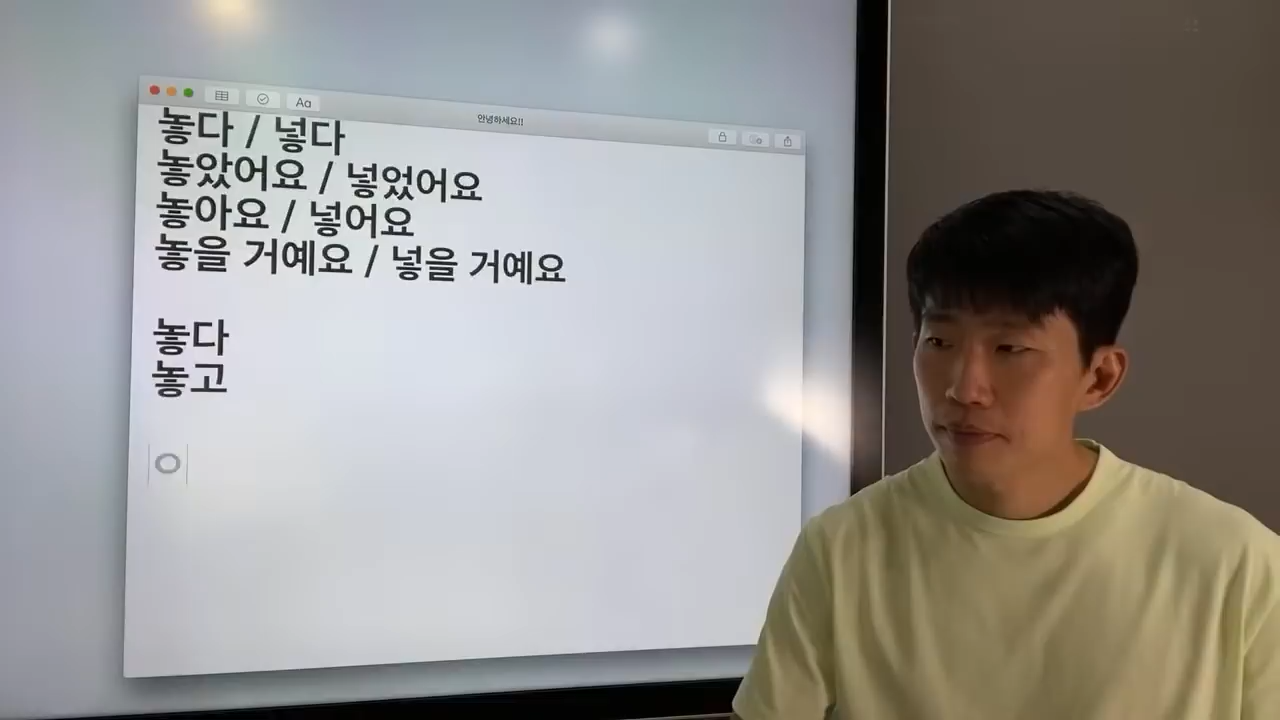 Aa
안녕하세요!!
놓다 / 넣다
놓았어요 / 넣었어요
놓아요 / 넣어요
놓을 거예요 / 넣을 거예요
놓다
놓고
ㅇ